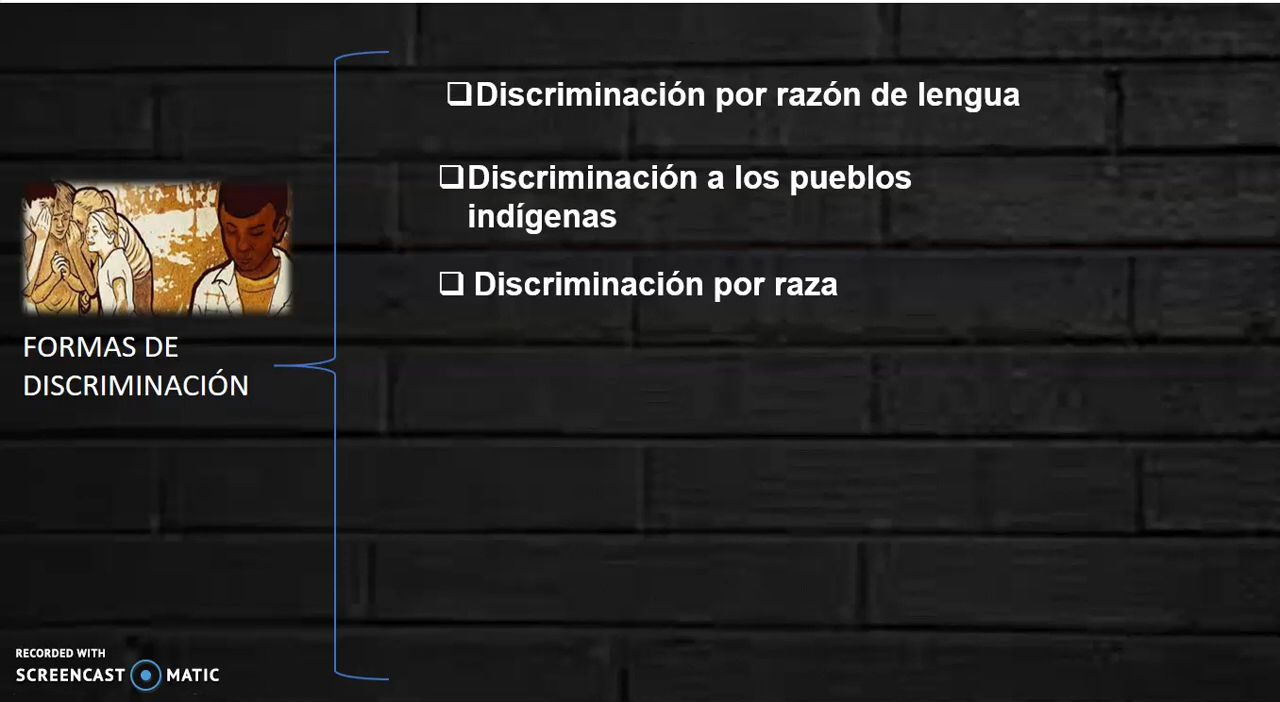 Discriminación por razón de lengua
Discriminación a los pueblos
indígenas
Discriminación por raza
FORMAS DE
DISCRIMINACIÓN
RECORDED WITH
SCREENCAST MATIC